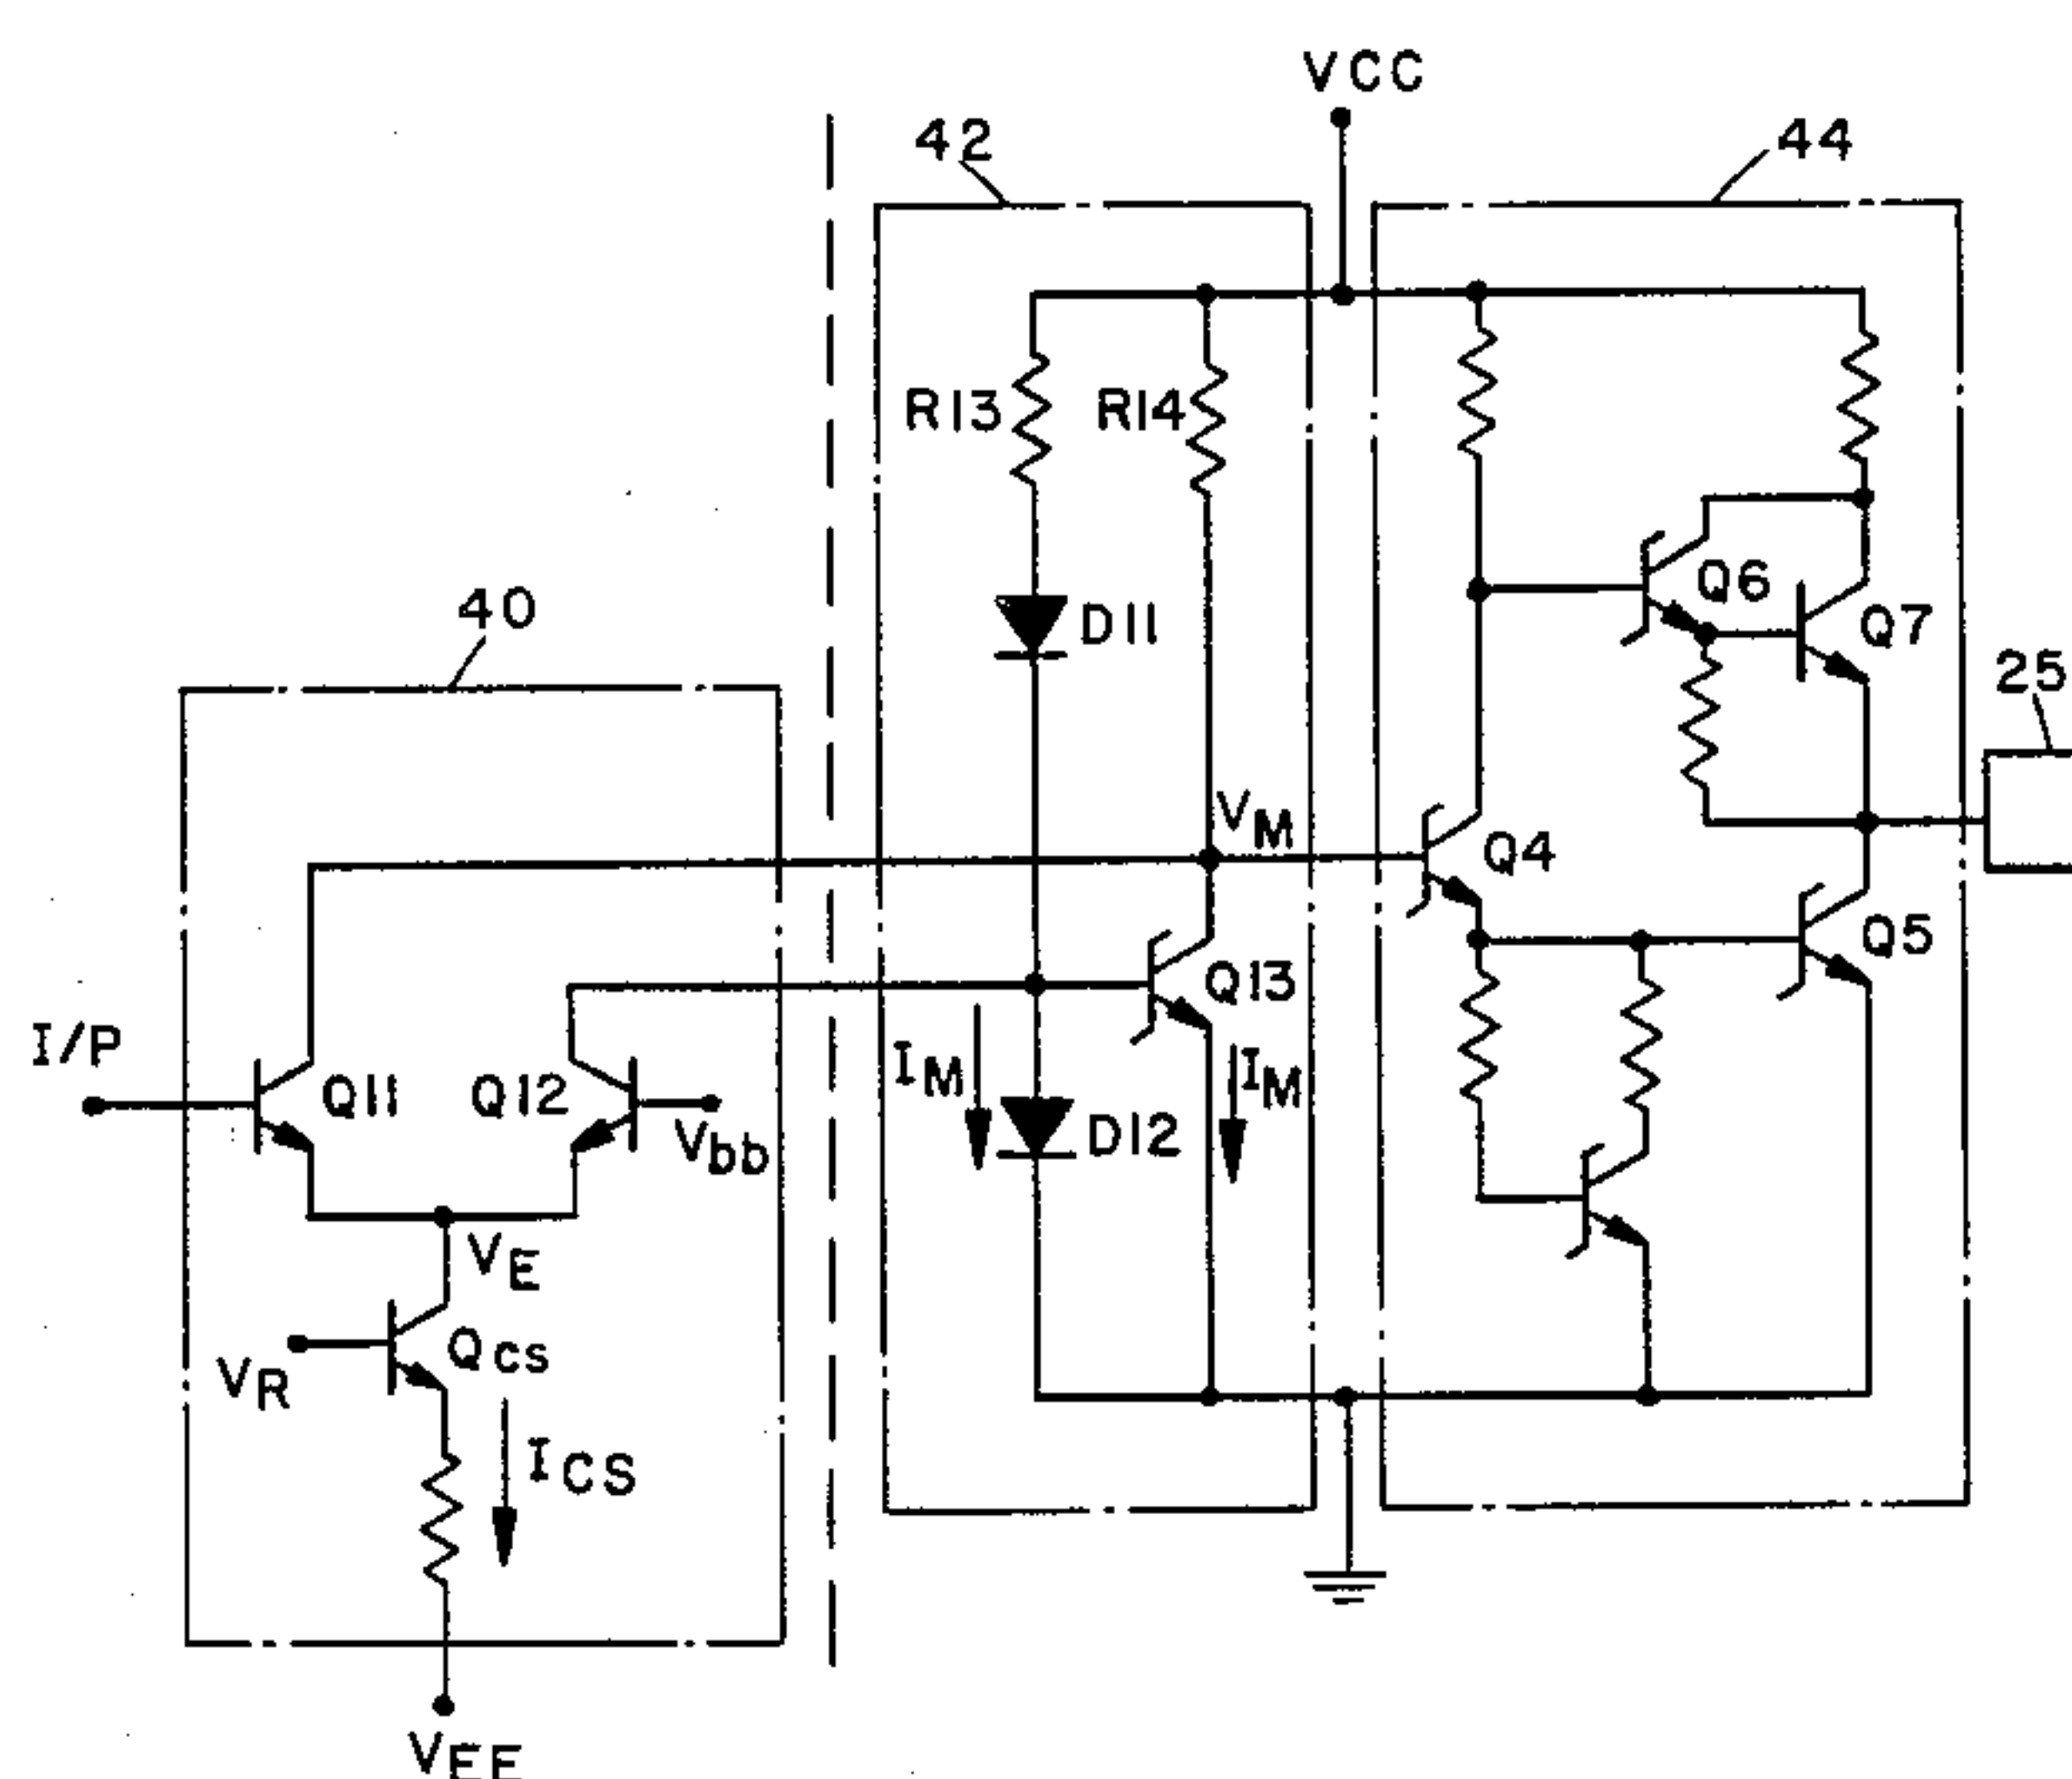 VCC
42
44
R13
R14
D11
Q6
Q7
40
25
VM
Q4
Q5
Q13
I/P
Q11
Q12
Vbb
IM
IM
D12
VE
VR
Qcs
ICS
VEE